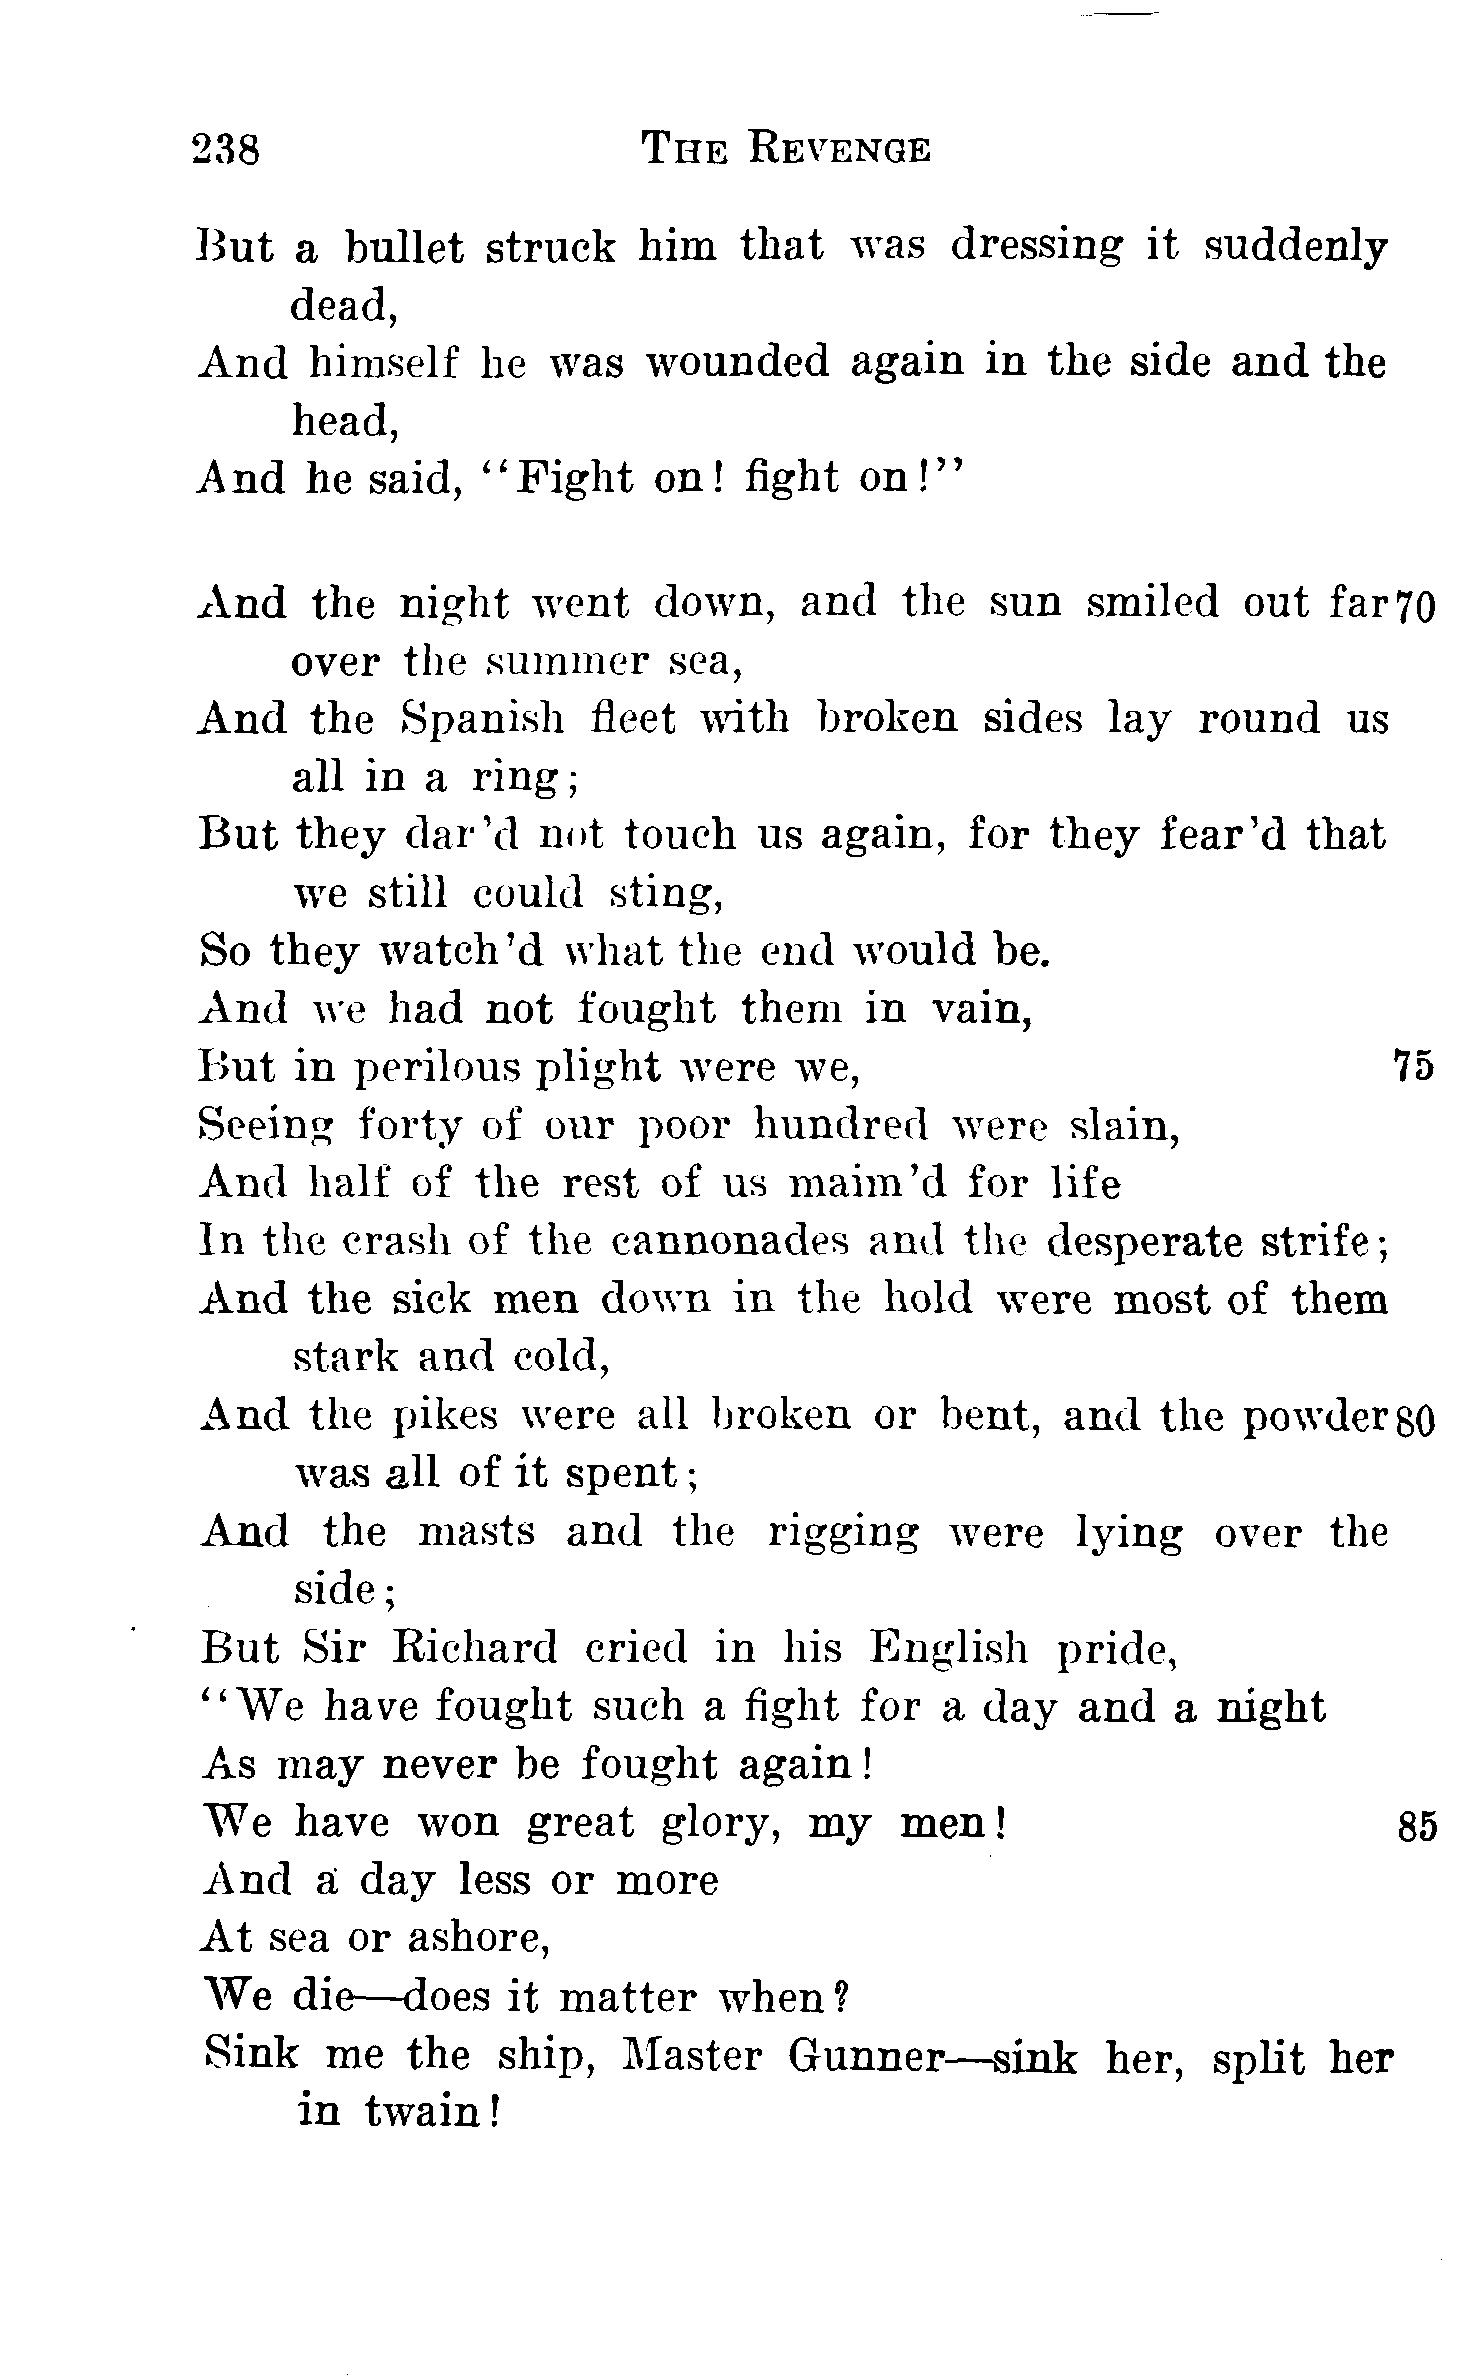 238 THE REVENGE
But a bullet struck him that was dressing it suddenly
dead,
And himself he was wounded again in the side and the
head,
And he said, "Fight on! fight on!"
And the night went down, and the sun smiled out far 70
over the summer sea,
And the Spanish fleet with broken sides lay round us
all in a ring;
But they dar'd not touch us again, for they fear'd that
we still could sting,
So they watch'd what the end would be.
And we had not fought them in vain,
But in perilous plight were we, 75
Seeing forty of our poor hundred were slain,
And half of the rest of us maim'd for life
In the crash of the cannonades and the desperate strife;
And the sick men down in the hold were most of them
stark and cold,
And the pikes were all broken or bent, and the powder 80
was all of it spent;
And the masts and the rigging were lying over the
side;
But Sir Richard cried in his English pride,
"We have fought such a fight for a day and a night
As may never be fought again!
We have won great glory, my men! 85
And a day less or more
At sea or ashore,
We die—does it matter when?
Sink me the ship, Master Gunner—sink her, split her
in twain!